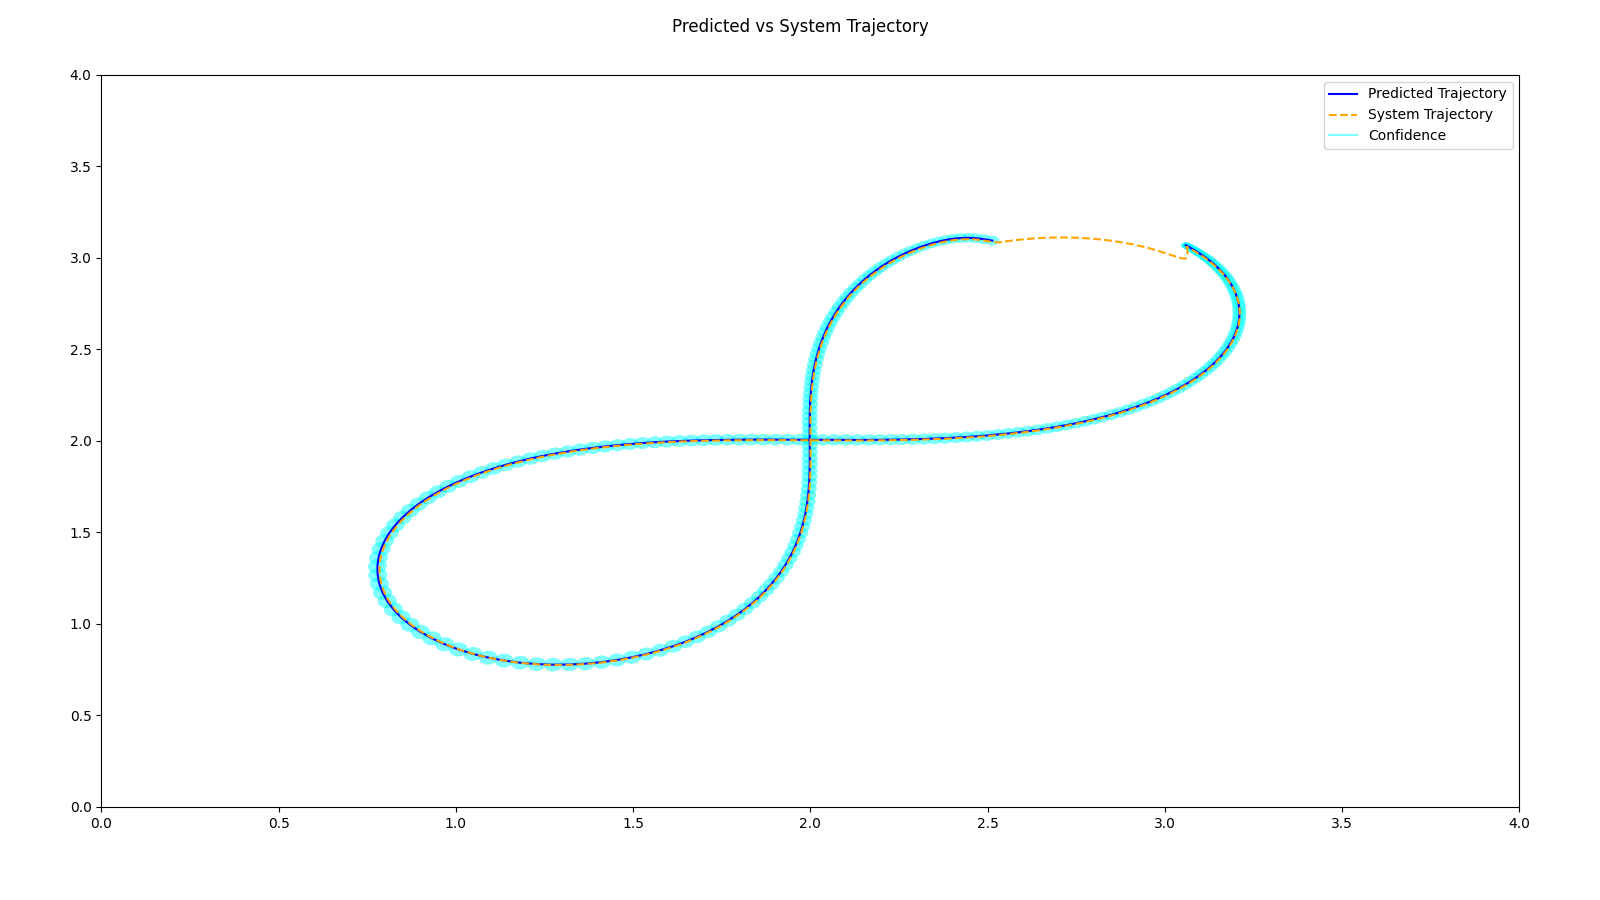 Predicted vs System Trajectory
4.0
3.5
3.0
2.5
2.0
1.5
1.0
0.5
0.0
0.0 0.5 1.0 1.5 2.0 2.5 3.0 3.5 4.0
Predicted Trajectory
System Trajectory
Confidence